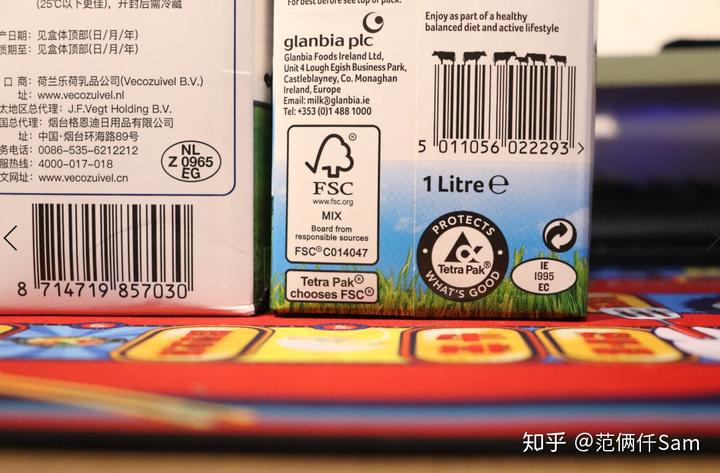 (25℃以下更佳)，开封后需冷藏
产日期: 见盒体顶部(日/月/年)
质期至: 见盒体顶部(日/月/年)
口 商: 荷兰乐荷乳品公司(Vecozuivel B.V.)
址: www.vecozuivel.nl
太地区总代理: J.F.Vegt Holding B.V.
国总代理: 烟台格恩迪日用品有限公司
址: 中国·烟台环海路89号
务电话: 0086-535-6212212
服热线: 4000-017-018
文网址: www.vecozuivel.cn
NL
Z 0965
EG
8 714719 857030
For best before see top of pack.
glanbia plc
Glanbia Foods Ireland Ltd,
Unit 4 Lough Egish Business Park,
Castleblayney, Co. Monaghan
Ireland, Europe
Email: milk@glanbia.ie
Tel: +353 (0)1 488 1000
FSC®
www.fsc.org
MIX
Board from
responsible sources
FSC® C014047
Tetra Pak®
chooses FSC®
Enjoy as part of a healthy
balanced diet and active lifestyle
5 011056 022293 >
1 Litre ℮
PROTECTS
Tetra Pak®
WHAT'S GOOD
IE
1995
EC
知乎 @范俩仟Sam